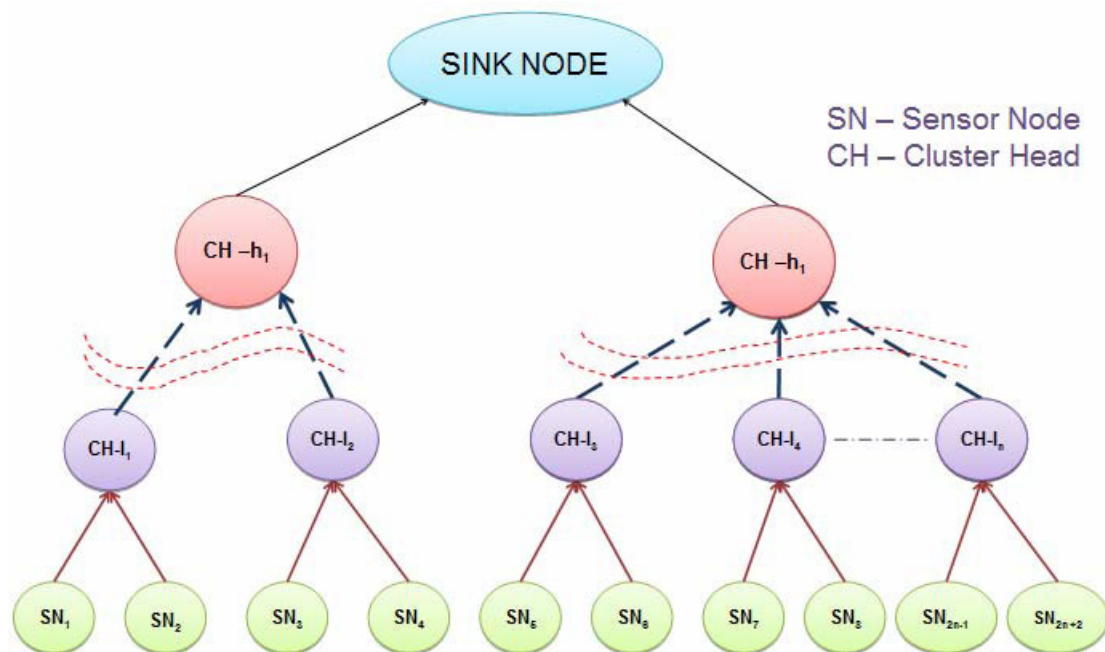 SINK NODE
SN – Sensor Node
CH – Cluster Head
CH –h₁
CH –h₁
CH-l₁
CH-l₂
CH-l₃
CH-l₄
CH-lₙ
SN₁
SN₂
SN₃
SN₄
SN₅
SN₆
SN₇
SN₈
SN₂ₙ₋₁
SN₂ₙ₊₂